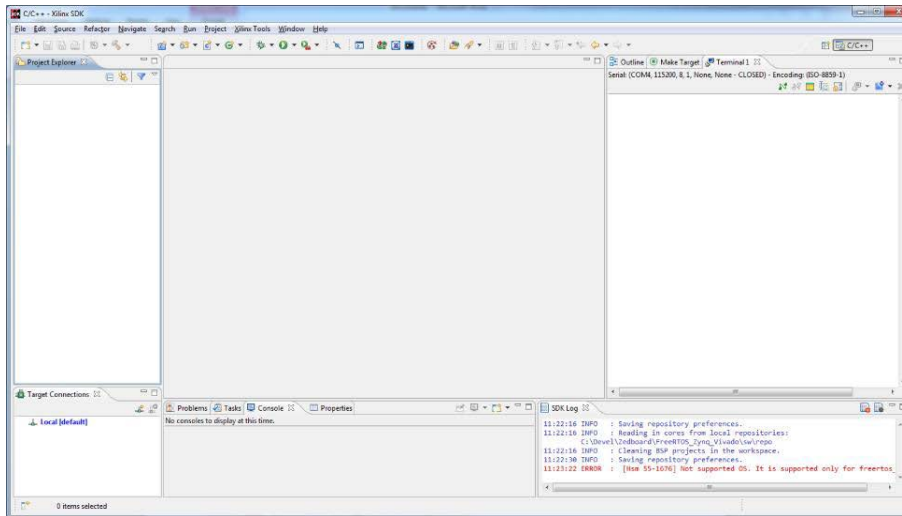 C/C++ - Xilinx SDK
File Edit Source Refactor Navigate Search Run Project Xilinx Tools Window Help
C/C++
Project Explorer
Outline Make Target Terminal 1
Serial: (COM4, 115200, 8, 1, None, None - CLOSED) - Encoding: (ISO-8859-1)
Target Connections
Local [default]
Problems Tasks Console Properties
No consoles to display at this time.
SDK Log
11:22:16 INFO : Saving repository preferences.
11:22:16 INFO : Reading in cores from local repositories:
C:\Devel\Zedboard\FreeRTOS_Zynq_Vivado\sw\repo
11:22:16 INFO : Cleaning BSP projects in the workspace.
11:22:30 INFO : Saving repository preferences.
11:23:22 ERROR : [Hsm 55-1676] Not supported OS. It is supported only for freertos_
0 items selected